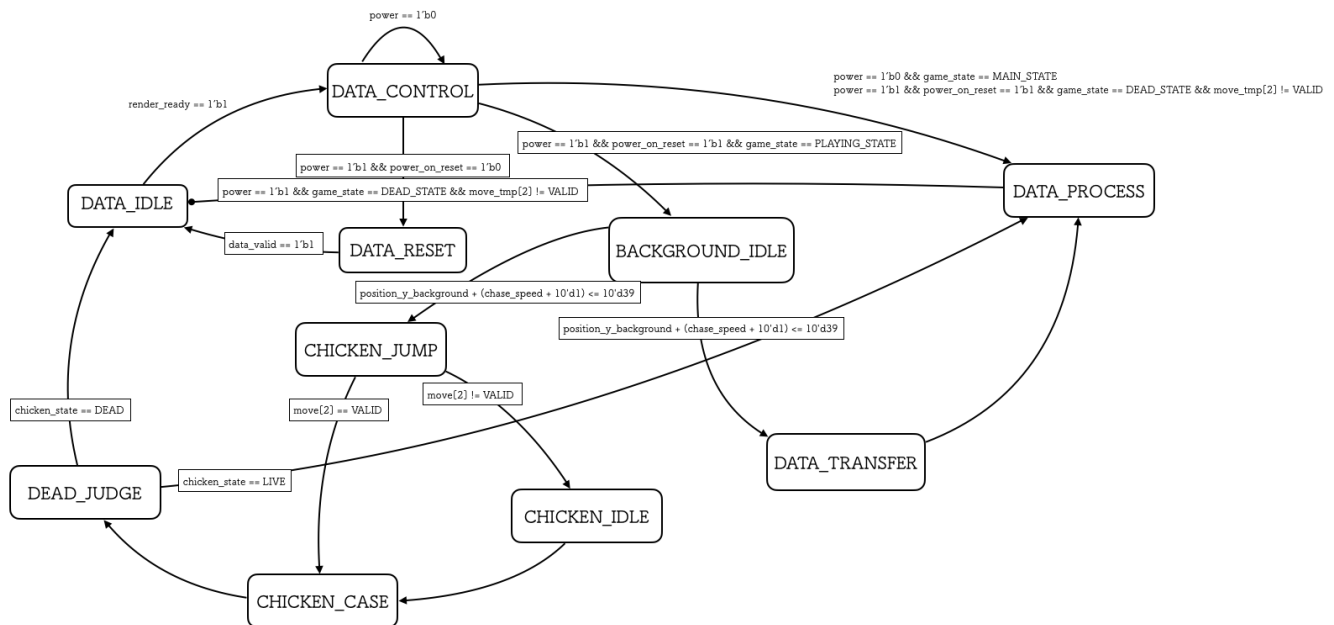 power == 1'b0
DATA_CONTROL
power == 1'b0 && game_state == MAIN_STATE
power == 1'b1 && power_on_reset == 1'b1 && game_state == DEAD_STATE && move_tmp[2] != VALID
render_ready == 1'b1
power == 1'b1 && power_on_reset == 1'b1 && game_state == PLAYING_STATE
power == 1'b1 && power_on_reset == 1'b0
power == 1'b1 && game_state == DEAD_STATE && move_tmp[2] != VALID
DATA_PROCESS
DATA_IDLE
data_valid == 1'b1
DATA_RESET
BACKGROUND_IDLE
position_y_background + (chase_speed + 10'd1) <= 10'd39
position_y_background + (chase_speed + 10'd1) <= 10'd39
CHICKEN_JUMP
move[2] != VALID
chicken_state == DEAD
move[2] == VALID
DATA_TRANSFER
chicken_state == LIVE
DEAD_JUDGE
CHICKEN_IDLE
CHICKEN_CASE